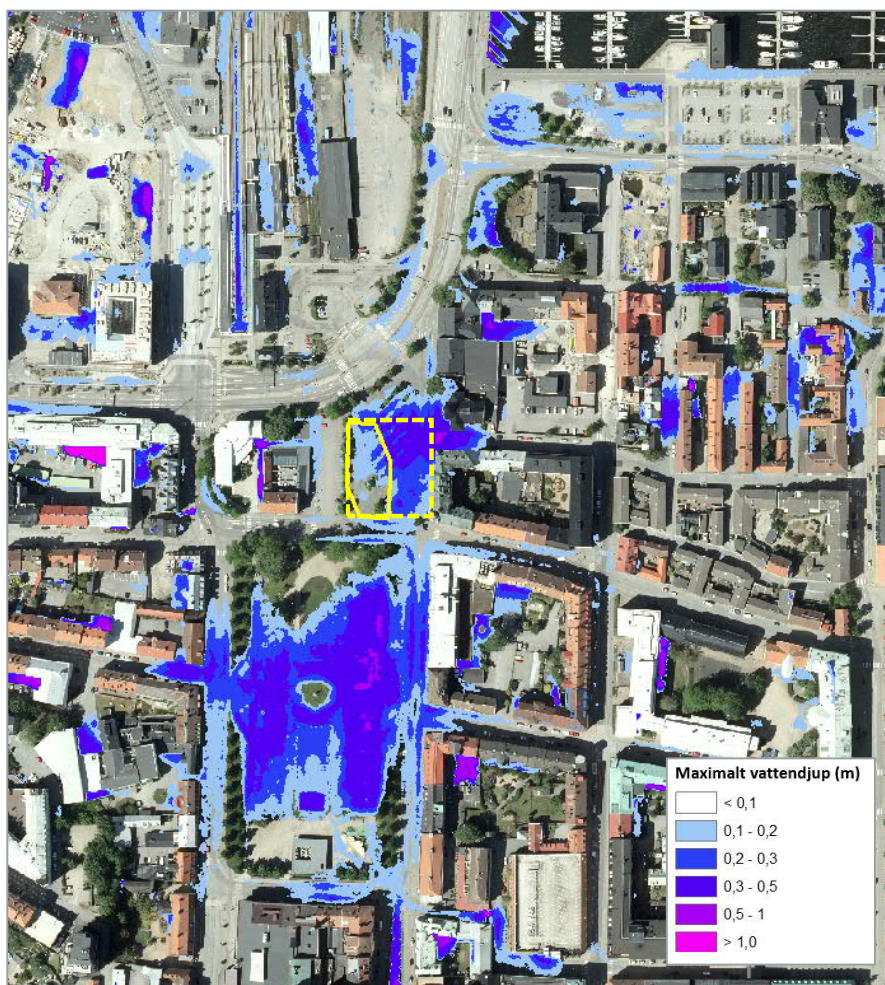 Maximalt vattendjup (m)
< 0,1
0,1 - 0,2
0,2 - 0,3
0,3 - 0,5
0,5 - 1
> 1,0